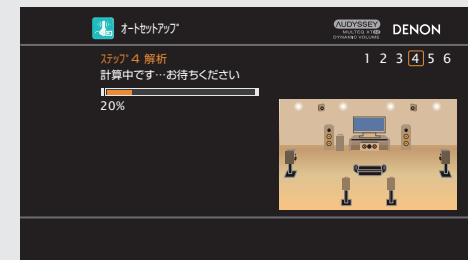 オートセットアップ
AUDYSSEY
MULTEQ XT32
DYNAMIC VOLUME
DENON
ステップ 4 解析
1 2 3 4 5 6
計算中です…お待ちください
20%